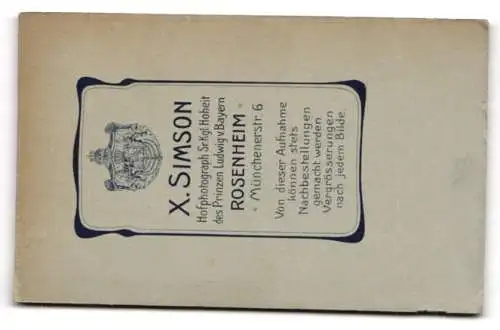 X. SIMSON
Hofphotograph Sr. Kgl. Hoheit
des Prinzen Ludwig v. Bayern
ROSENHEIM
Münchenerstr. 6
Von dieser Aufnahme
können stets
Nachbestellungen
gemacht werden
Vergrösserungen
nach jedem Bilde.